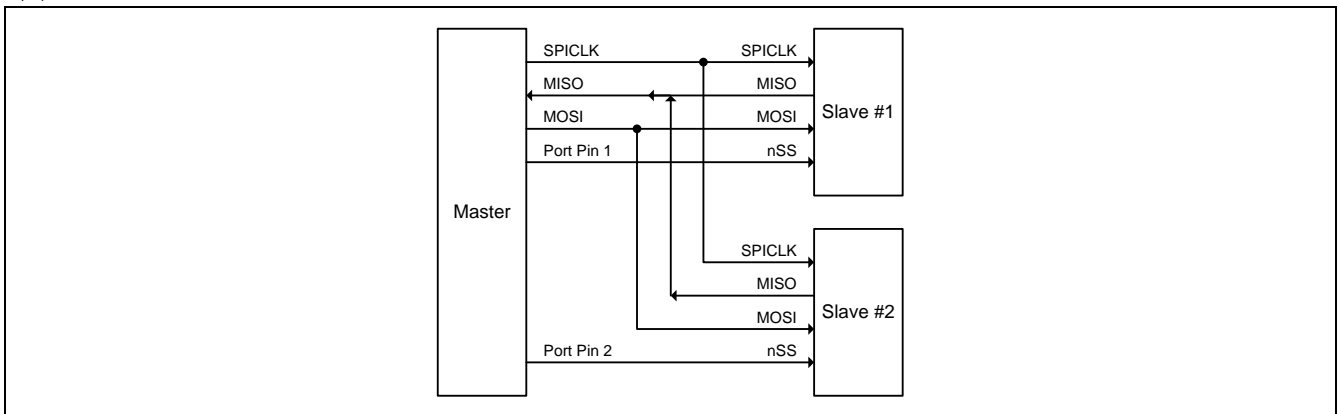 SPICLK SPICLK
MISO MISO
MOSI MOSI
Slave #1
Port Pin 1 nSS
Master
SPICLK
MISO
MOSI
Slave #2
Port Pin 2 nSS